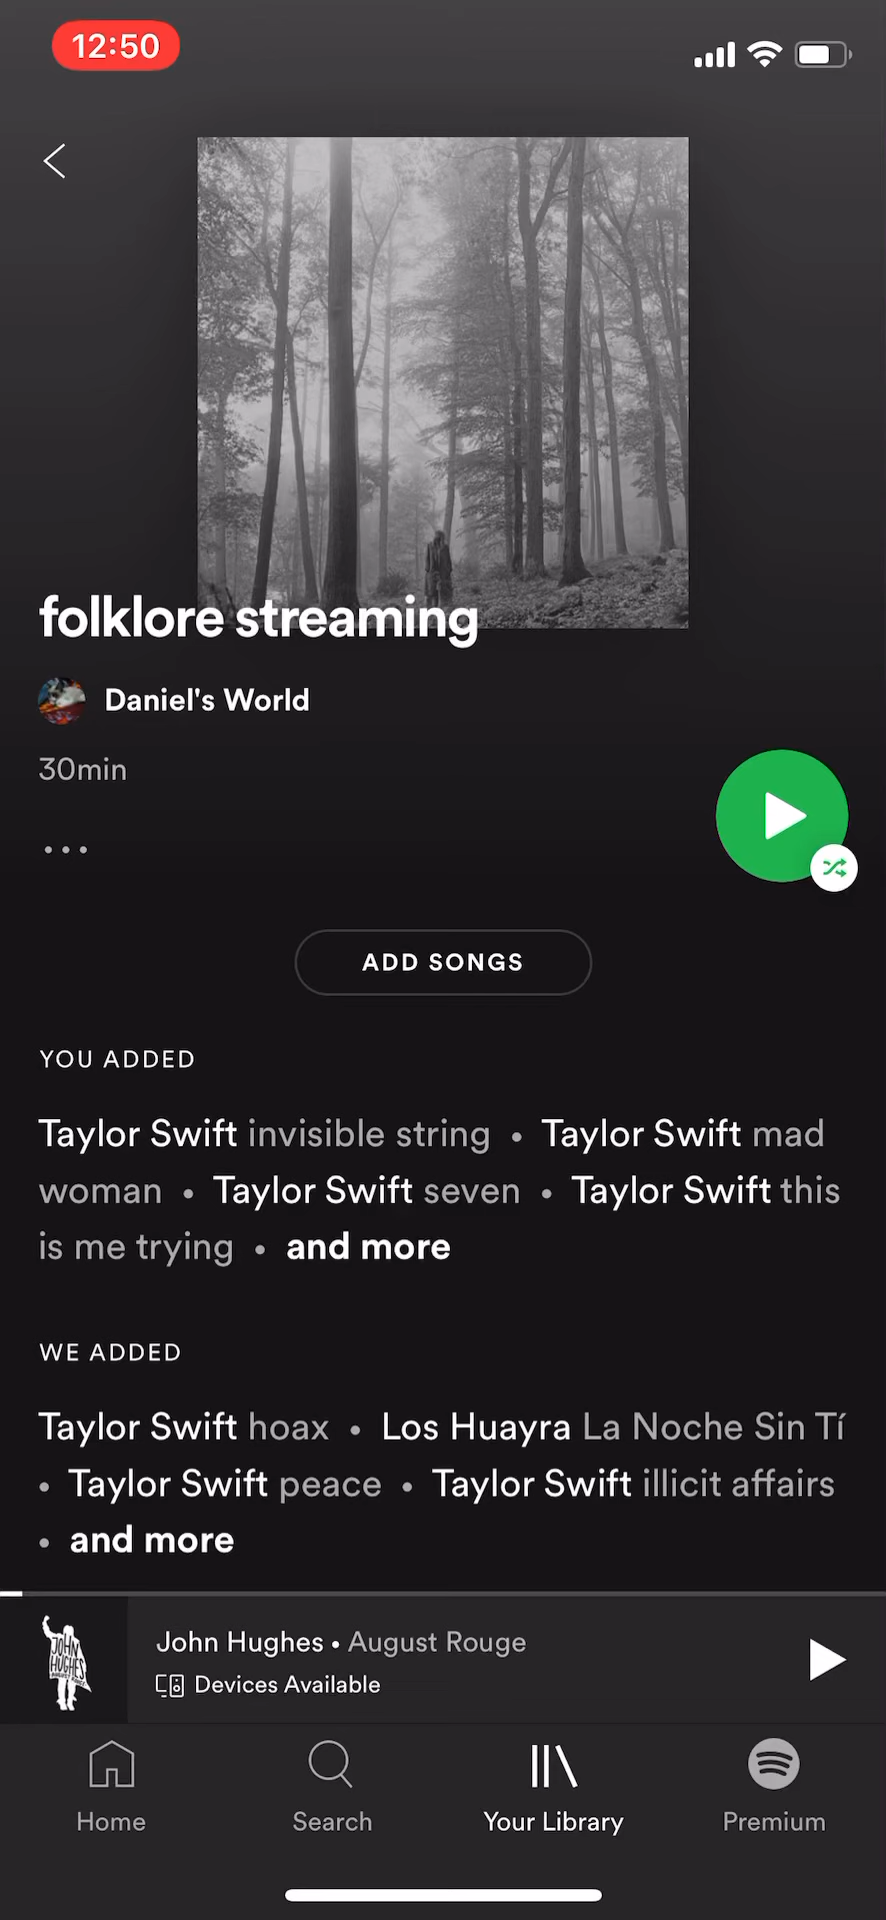 12:50
folklore streaming
Daniel's World
30min
ADD SONGS
YOU ADDED
Taylor Swift invisible string • Taylor Swift mad
woman • Taylor Swift seven • Taylor Swift this
is me trying • and more
WE ADDED
Taylor Swift hoax • Los Huayra La Noche Sin Tí
• Taylor Swift peace • Taylor Swift illicit affairs
• and more
JOHN
HUGHES
John Hughes • August Rouge
Devices Available
Home
Search
Your Library
Premium